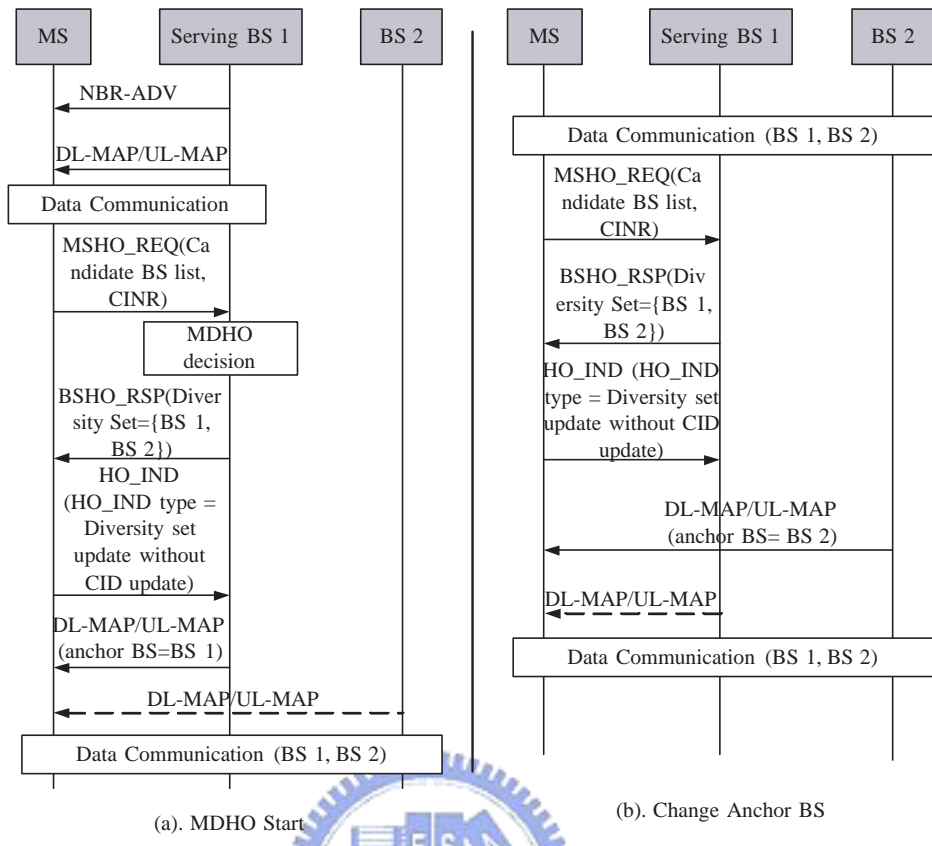 MS
Serving BS 1
BS 2
NBR-ADV
DL-MAP/UL-MAP
Data Communication
MSHO_REQ(Ca
ndidate BS list,
CINR)
MDHO
decision
BSHO_RSP(Diver
sity Set={BS 1,
BS 2})
HO_IND
(HO_IND type =
Diversity set
update without
CID update)
DL-MAP/UL-MAP
(anchor BS=BS 1)
DL-MAP/UL-MAP
Data Communication (BS 1, BS 2)
(a). MDHO Start
MS
Serving BS 1
BS 2
Data Communication (BS 1, BS 2)
MSHO_REQ(Ca
ndidate BS list,
CINR)
BSHO_RSP(Div
ersity Set={BS 1,
BS 2})
HO_IND (HO_IND
type = Diversity set
update without CID
update)
DL-MAP/UL-MAP
(anchor BS= BS 2)
DL-MAP/UL-MAP
Data Communication (BS 1, BS 2)
(b). Change Anchor BS